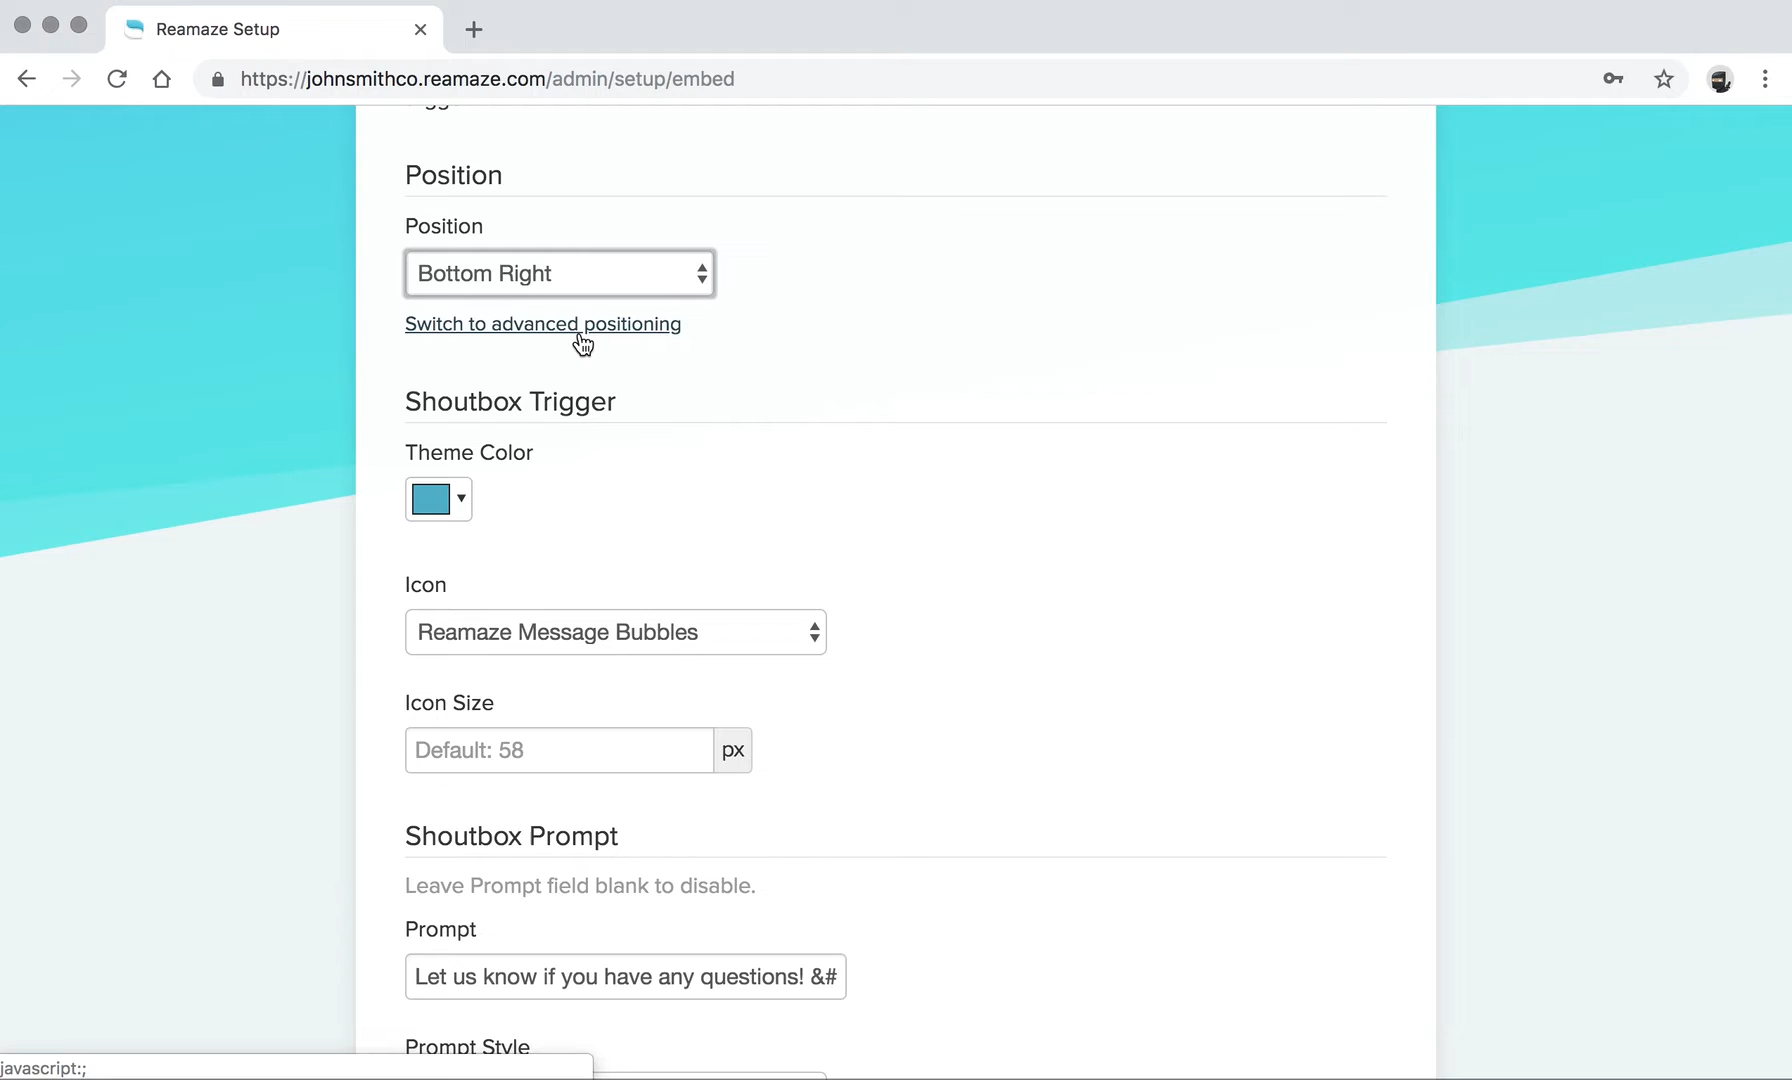 Reamaze Setup
https://johnsmithco.reamaze.com/admin/setup/embed
Position
Position
Bottom Right
Switch to advanced positioning
Shoutbox Trigger
Theme Color
Icon
Reamaze Message Bubbles
Icon Size
Default: 58 px
Shoutbox Prompt
Leave Prompt field blank to disable.
Prompt
Let us know if you have any questions! &#
Prompt Style
javascript:;